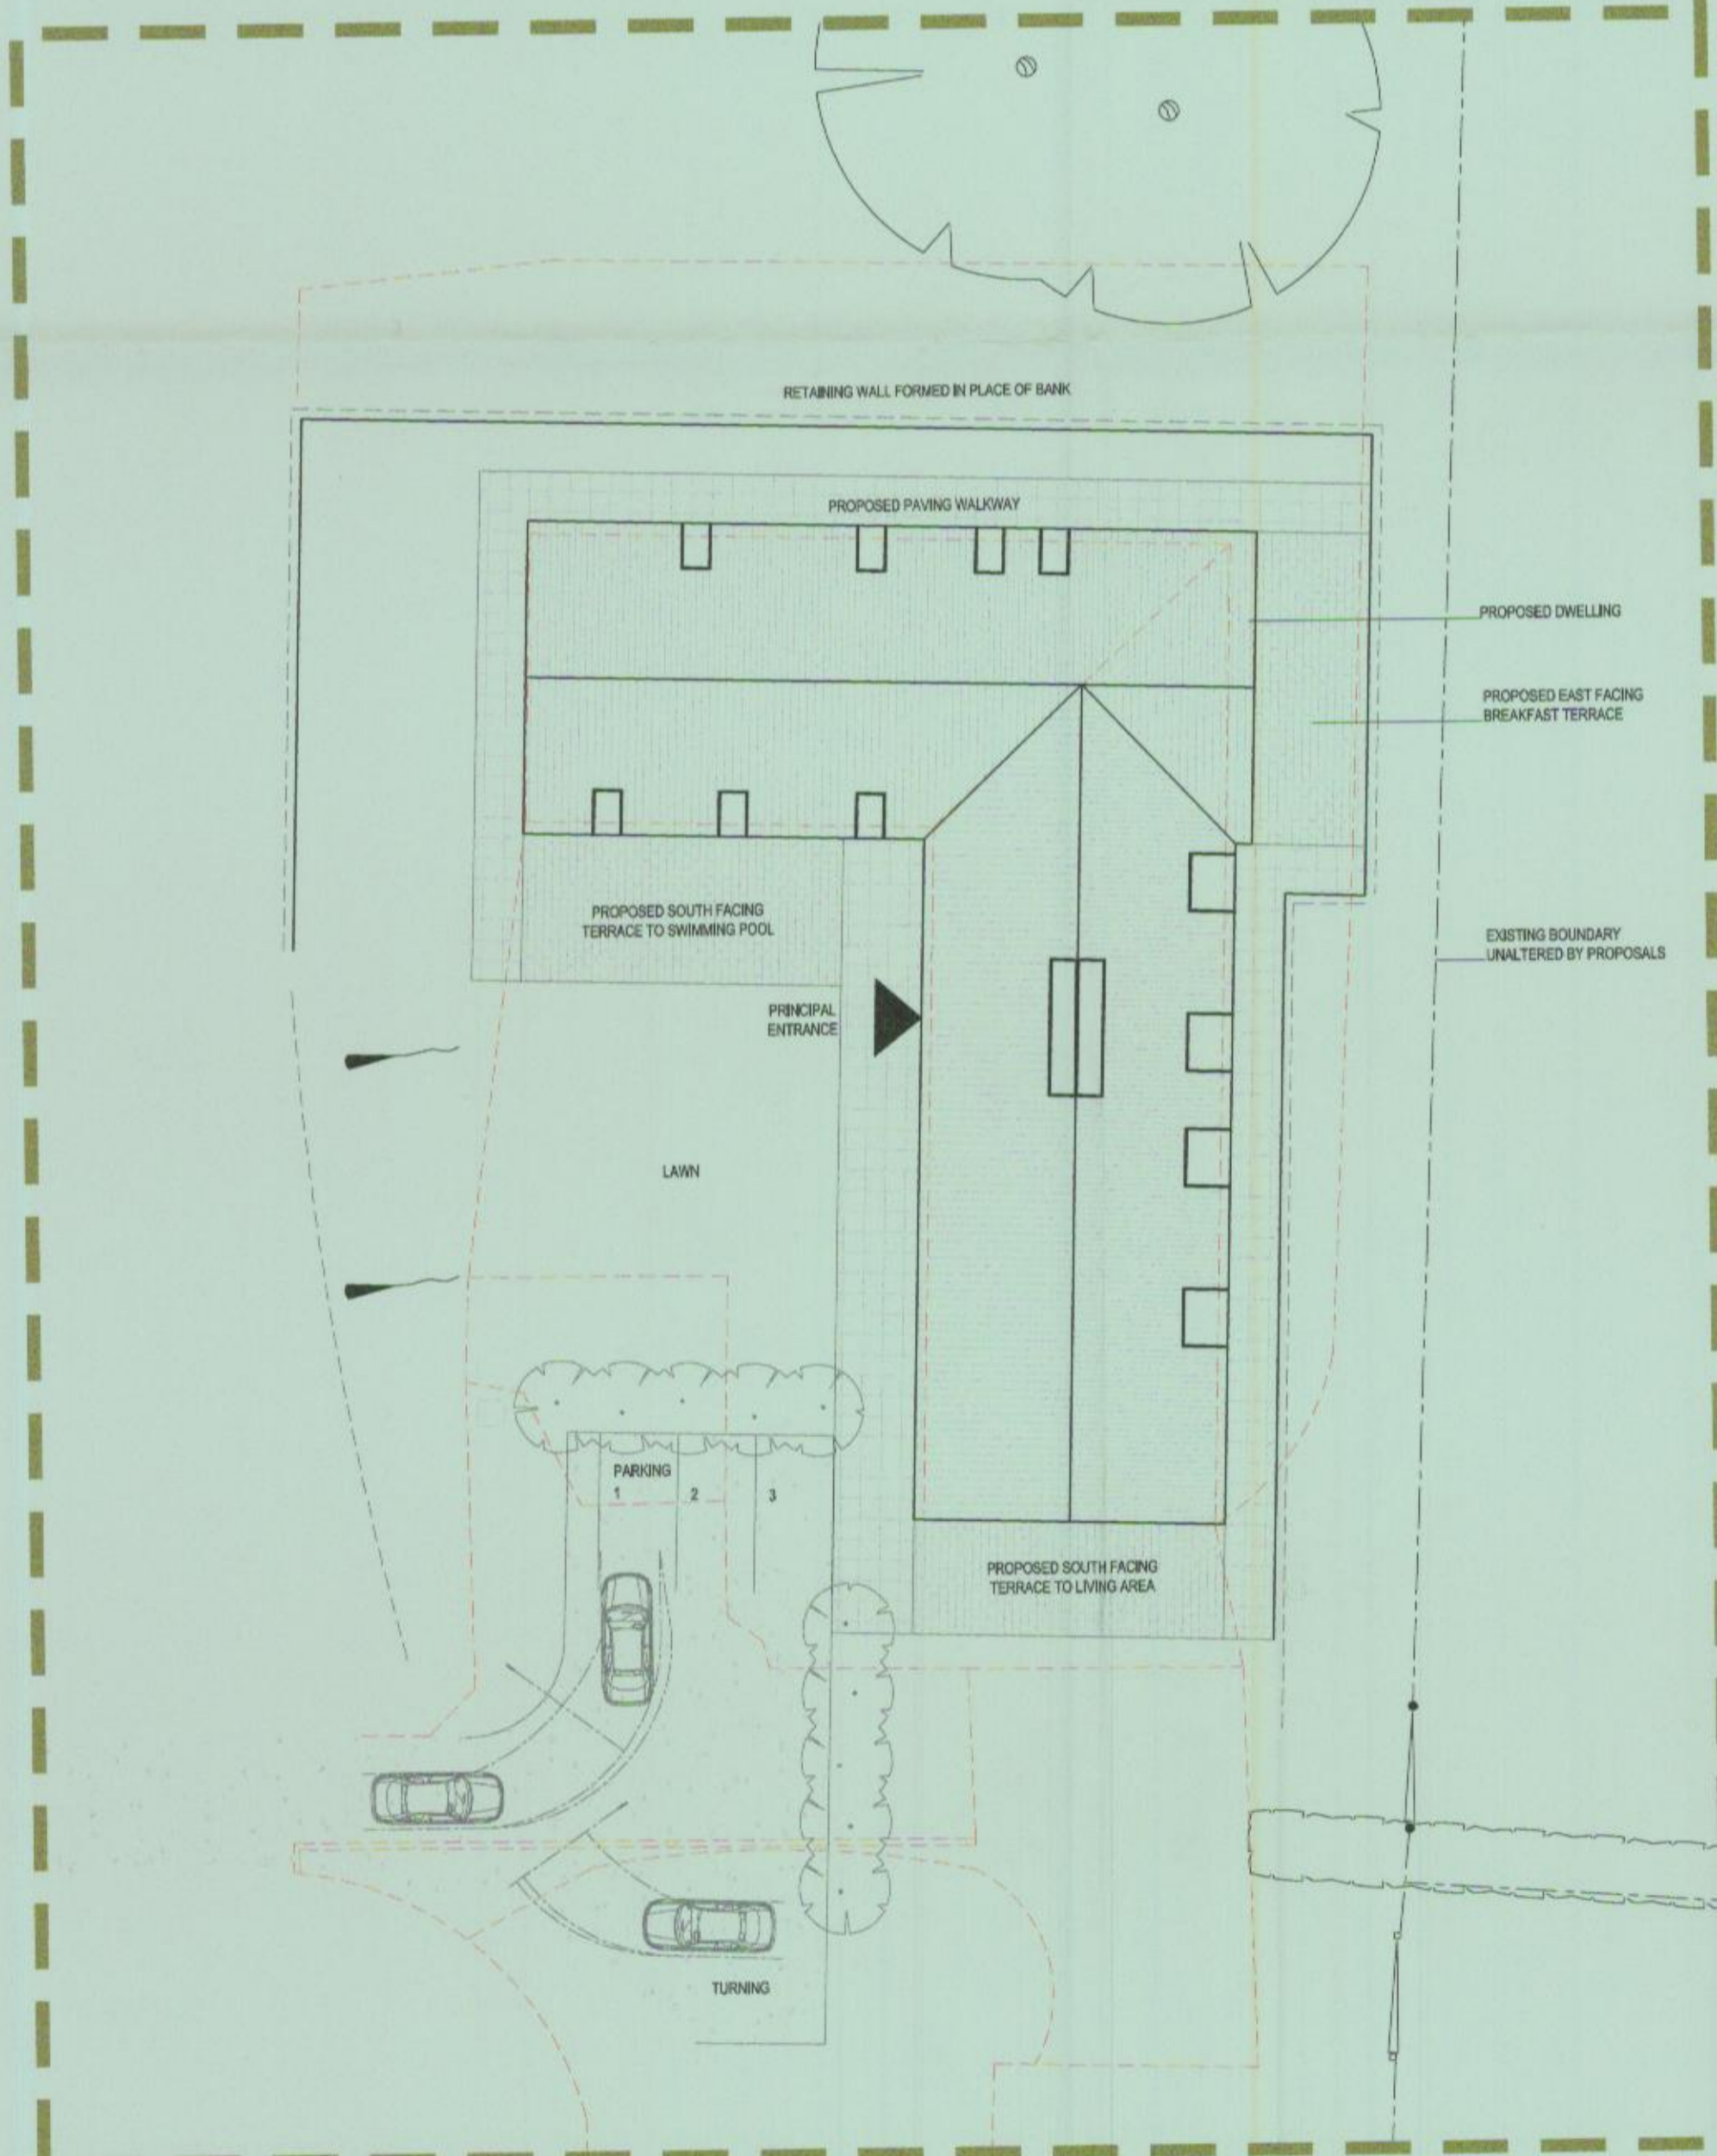 RETAINING WALL FORMED IN PLACE OF BANK
PROPOSED PAVING WALKWAY
PROPOSED DWELLING
PROPOSED EAST FACING
BREAKFAST TERRACE
PROPOSED SOUTH FACING
TERRACE TO SWIMMING POOL
EXISTING BOUNDARY
UNALTERED BY PROPOSALS
PRINCIPAL
ENTRANCE
LAWN
PARKING
1
2
3
PROPOSED SOUTH FACING
TERRACE TO LIVING AREA
TURNING